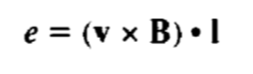 e = (v × B) • l